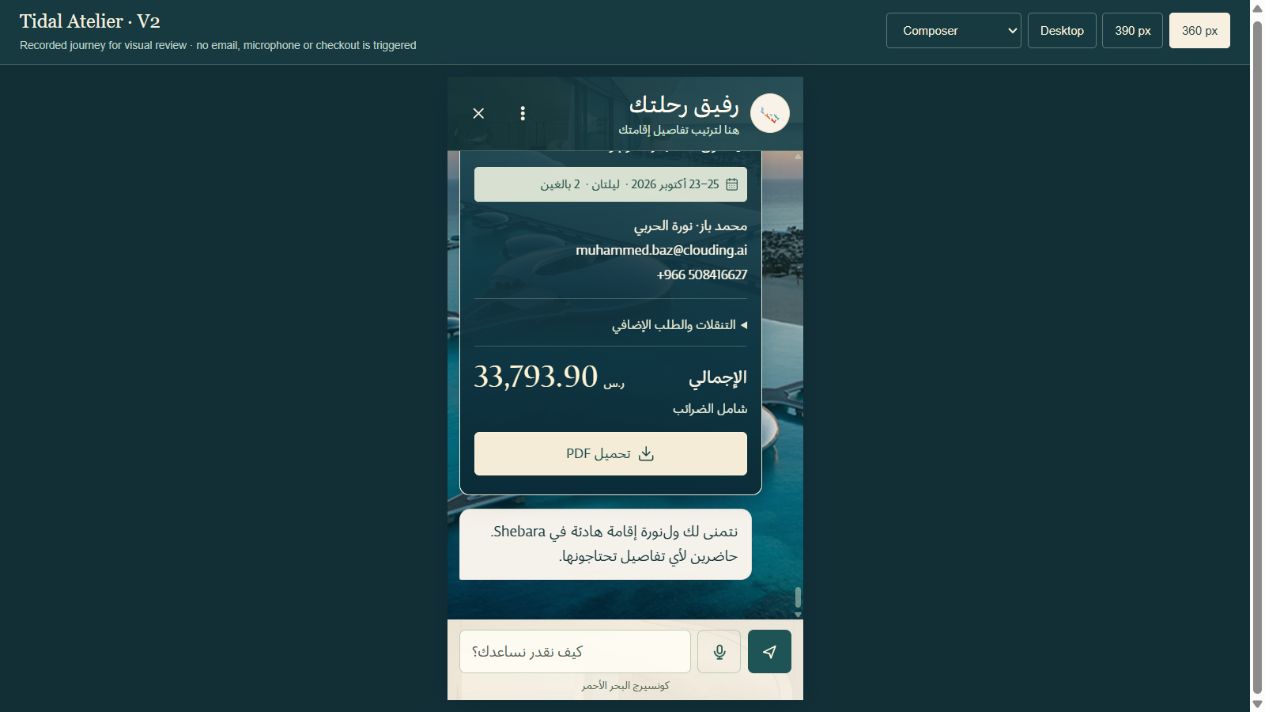 Tidal Atelier · V2
Recorded journey for visual review · no email, microphone or checkout is triggered
Composer
Desktop
390 px
360 px
رفيق رحلتك
هنا لترتيب تفاصيل إقامتك
23–25 أكتوبر 2026 · ليلتان · 2 بالغين
محمد باز · نورة الحربي
muhammed.baz@clouding.ai
+966 508416627
التنقلات والطلب الإضافي
الإجمالي
33,793.90 ر.س
شامل الضرائب
تحميل PDF
نتمنى لك ولنورة إقامة هادئة في Shebara.
حاضرين لأي تفاصيل تحتاجونها.
كيف نقدر نساعدك؟
كونسيرج البحر الأحمر